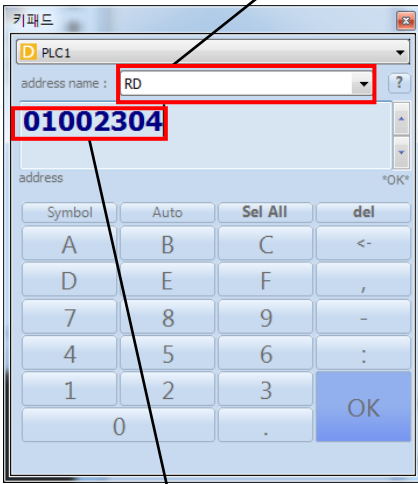 키패드
D PLC1
address name : RD ?
01002304
address *OK*
Symbol Auto Sel All del
A B C <-
D E F ,
7 8 9 -
4 5 6 :
1 2 3 OK
0 .